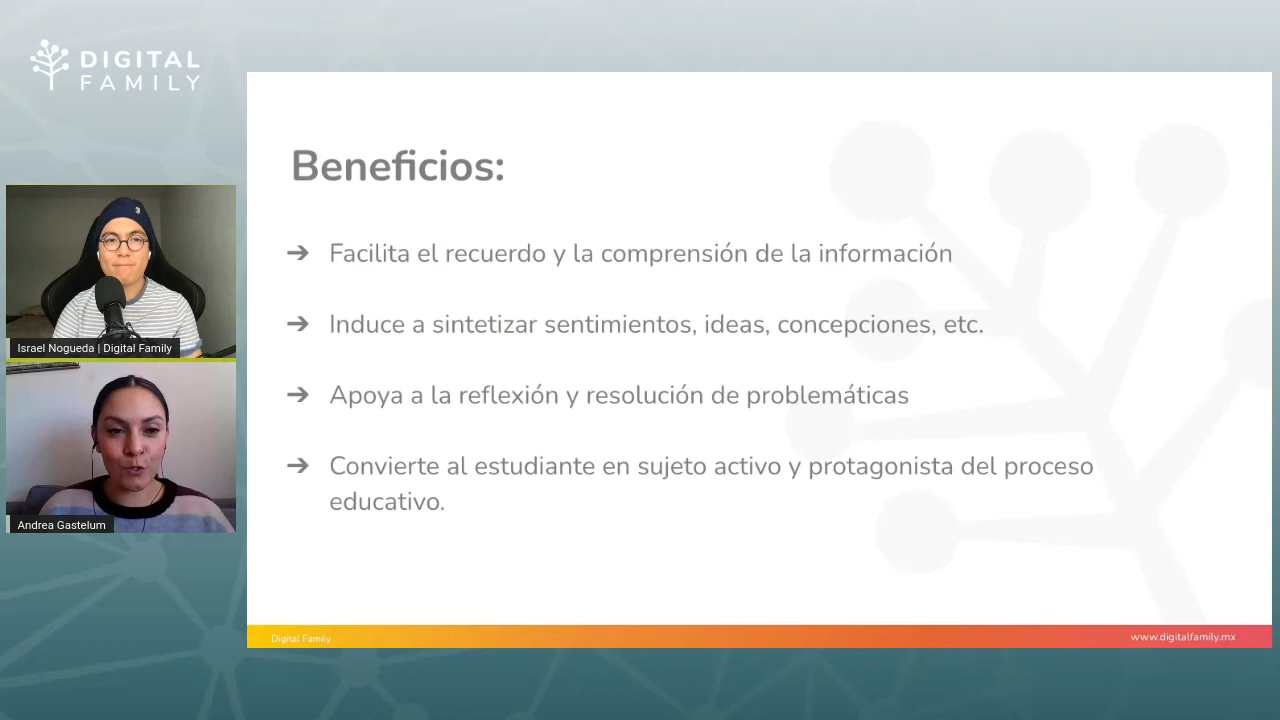 DIGITAL
FAMILY
Beneficios:
➔ Facilita el recuerdo y la comprensión de la información
➔ Induce a sintetizar sentimientos, ideas, concepciones, etc.
➔ Apoya a la reflexión y resolución de problemáticas
➔ Convierte al estudiante en sujeto activo y protagonista del proceso
educativo.
Israel Nogueda | Digital Family
Andrea Gastelum
Digital Family
www.digitalfamily.mx